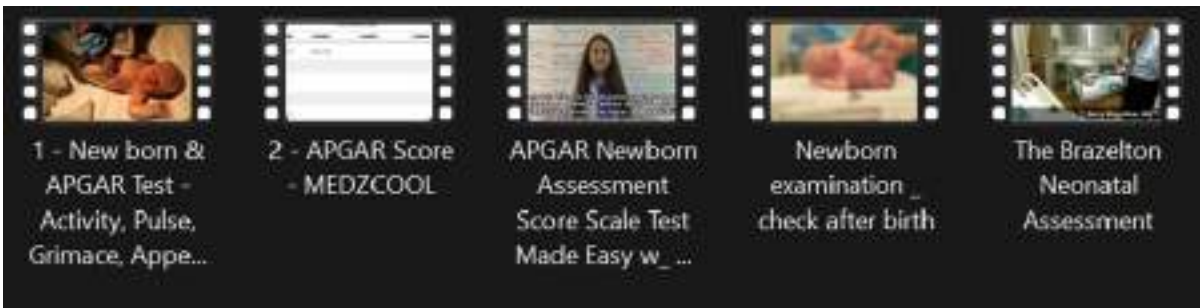 1 - New born &
APGAR Test -
Activity, Pulse,
Grimace, Appe...
2 - APGAR Score
- MEDZCOOL
APGAR Newborn
Assessment
Score Scale Test
Made Easy w_ ...
Newborn
examination _
check after birth
The Brazelton
Neonatal
Assessment